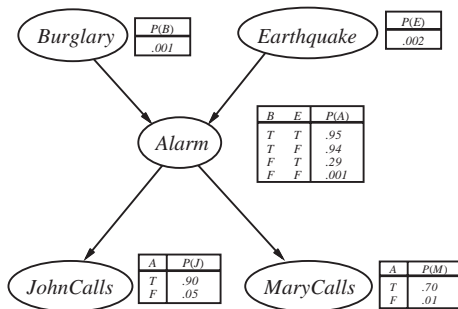 Burglary
P(B)
.001
Earthquake
P(E)
.002
Alarm
B E P(A)
T T .95
T F .94
F T .29
F F .001
JohnCalls
A P(J)
T .90
F .05
MaryCalls
A P(M)
T .70
F .01